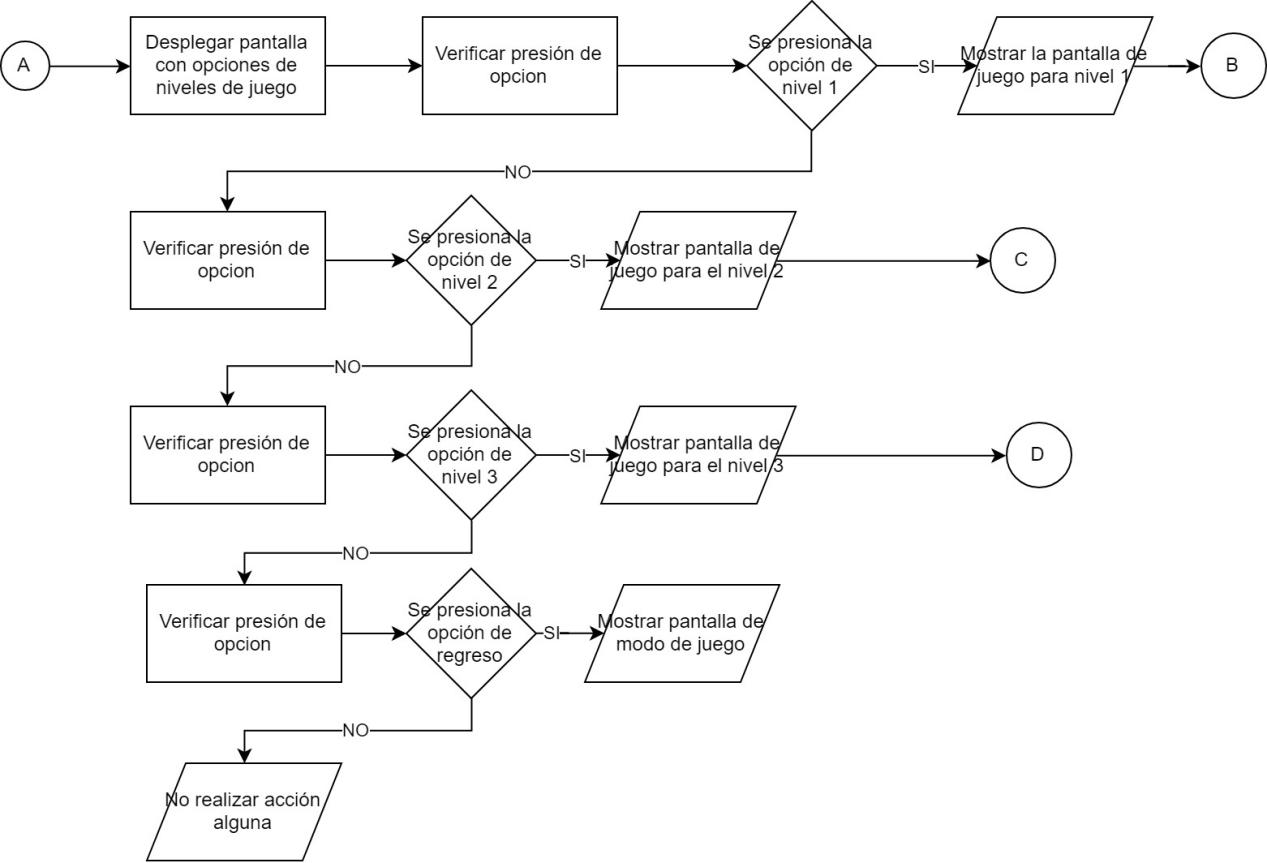 A
Desplegar pantalla
con opciones de
niveles de juego
Verificar presión de
opcion
Se presiona la
opción de
nivel 1
SI
Mostrar la pantalla de
juego para nivel 1
B
NO
Verificar presión de
opcion
Se presiona la
opción de
nivel 2
SI
Mostrar pantalla de
juego para el nivel 2
C
NO
Verificar presión de
opcion
Se presiona la
opción de
nivel 3
SI
Mostrar pantalla de
juego para el nivel 3
D
NO
Verificar presión de
opcion
Se presiona la
opción de
regreso
SI
Mostrar pantalla de
modo de juego
NO
No realizar acción
alguna